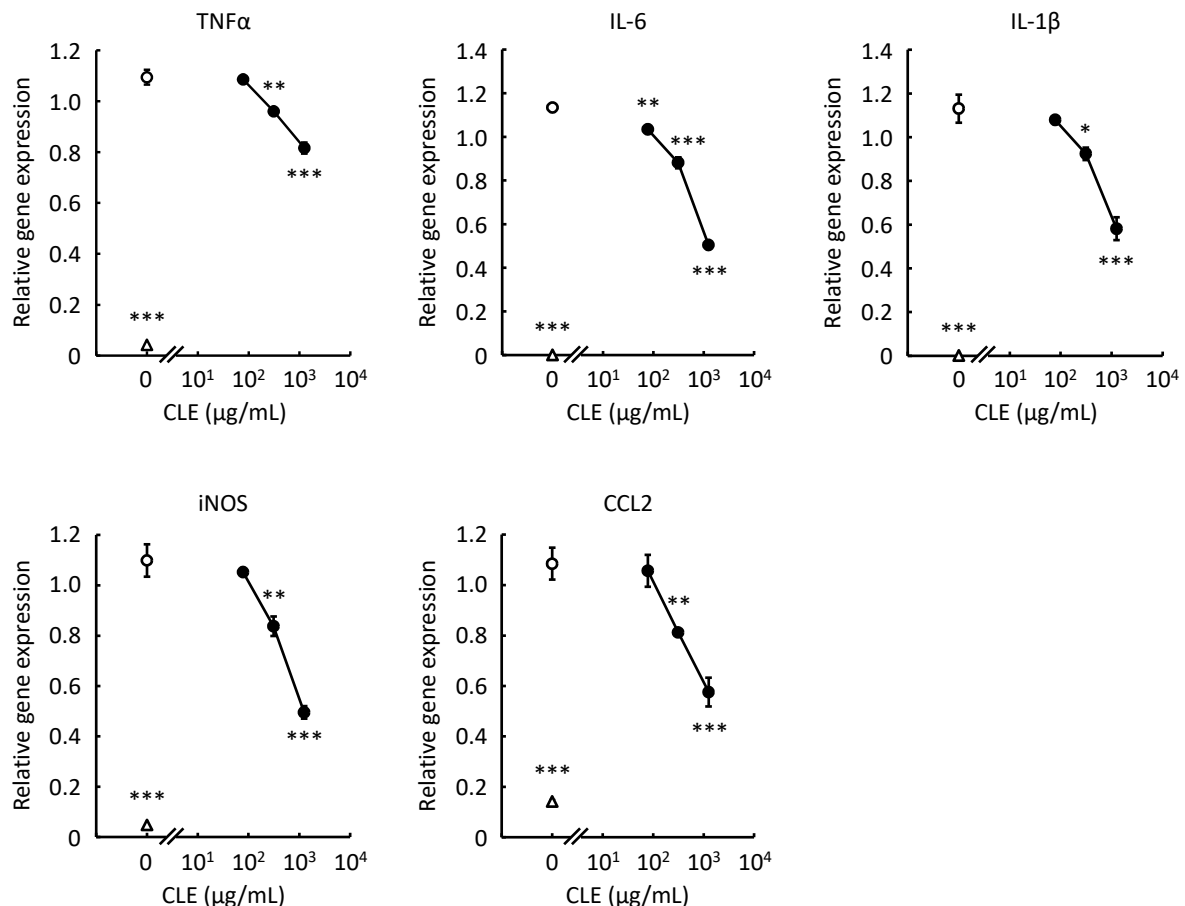 TNFα
Relative gene expression
1.2
1.0
0.8
0.6
0.4
0.2
0
**
***
***
0 10¹ 10² 10³ 10⁴
CLE (µg/mL)
IL-6
Relative gene expression
1.4
1.2
1.0
0.8
0.6
0.4
0.2
0
**
***
***
***
0 10¹ 10² 10³ 10⁴
CLE (µg/mL)
IL-1β
Relative gene expression
1.4
1.2
1.0
0.8
0.6
0.4
0.2
0
*
***
***
0 10¹ 10² 10³ 10⁴
CLE (µg/mL)
iNOS
Relative gene expression
1.2
1.0
0.8
0.6
0.4
0.2
0
**
***
***
0 10¹ 10² 10³ 10⁴
CLE (µg/mL)
CCL2
Relative gene expression
1.2
1.0
0.8
0.6
0.4
0.2
0
**
***
***
0 10¹ 10² 10³ 10⁴
CLE (µg/mL)